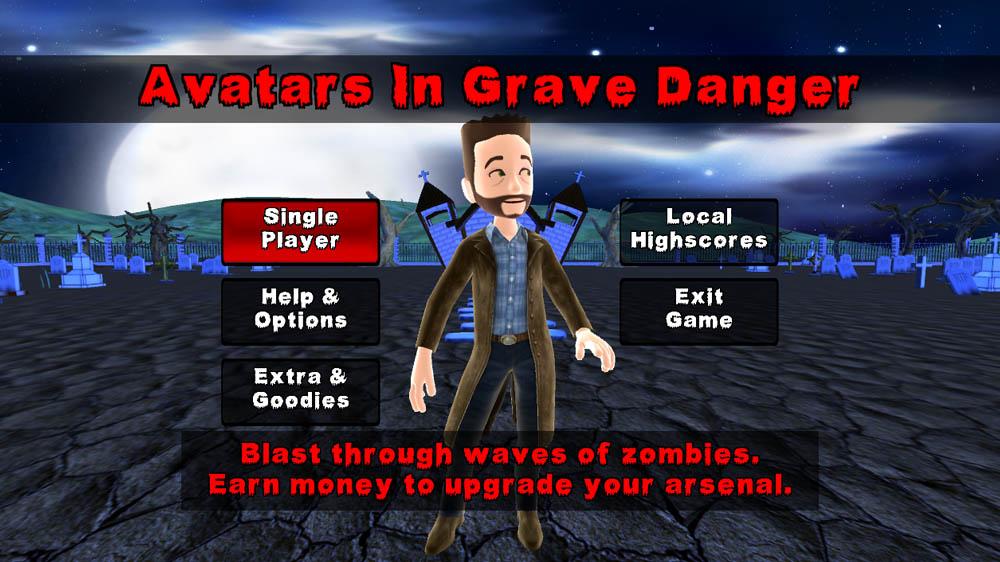 Avatars In Grave Danger
Single
Player
Help &
Options
Extra &
Goodies
Local
Highscores
Exit
Game
Blast through waves of zombies.
Earn money to upgrade your arsenal.